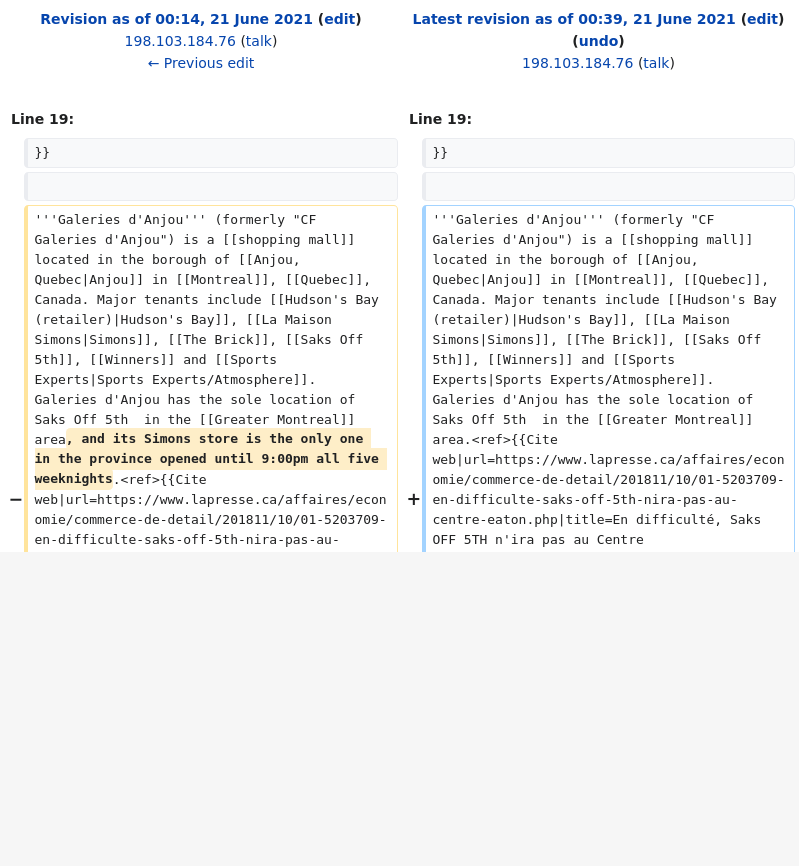 Revision as of 00:14, 21 June 2021 (edit)
198.103.184.76 (talk)
← Previous edit
Latest revision as of 00:39, 21 June 2021 (edit)
(undo)
198.103.184.76 (talk)
Line 19:
Line 19:
}}
}}
'''Galeries d'Anjou''' (formerly "CF
Galeries d'Anjou") is a [[shopping mall]]
located in the borough of [[Anjou,
Quebec|Anjou]] in [[Montreal]], [[Quebec]],
Canada. Major tenants include [[Hudson's Bay
(retailer)|Hudson's Bay]], [[La Maison
Simons|Simons]], [[The Brick]], [[Saks Off
5th]], [[Winners]] and [[Sports
Experts|Sports Experts/Atmosphere]].
Galeries d'Anjou has the sole location of
Saks Off 5th  in the [[Greater Montreal]]
area, and its Simons store is the only one
in the province opened until 9:00pm all five
weeknights.<ref>{{Cite
− web|url=https://www.lapresse.ca/affaires/econ
omie/commerce-de-detail/201811/10/01-5203709-
en-difficulte-saks-off-5th-nira-pas-au-
'''Galeries d'Anjou''' (formerly "CF
Galeries d'Anjou") is a [[shopping mall]]
located in the borough of [[Anjou,
Quebec|Anjou]] in [[Montreal]], [[Quebec]],
Canada. Major tenants include [[Hudson's Bay
(retailer)|Hudson's Bay]], [[La Maison
Simons|Simons]], [[The Brick]], [[Saks Off
5th]], [[Winners]] and [[Sports
Experts|Sports Experts/Atmosphere]].
Galeries d'Anjou has the sole location of
Saks Off 5th  in the [[Greater Montreal]]
area.<ref>{{Cite
web|url=https://www.lapresse.ca/affaires/econ
omie/commerce-de-detail/201811/10/01-5203709-
+ en-difficulte-saks-off-5th-nira-pas-au-
centre-eaton.php|title=En difficulté, Saks
OFF 5TH n'ira pas au Centre